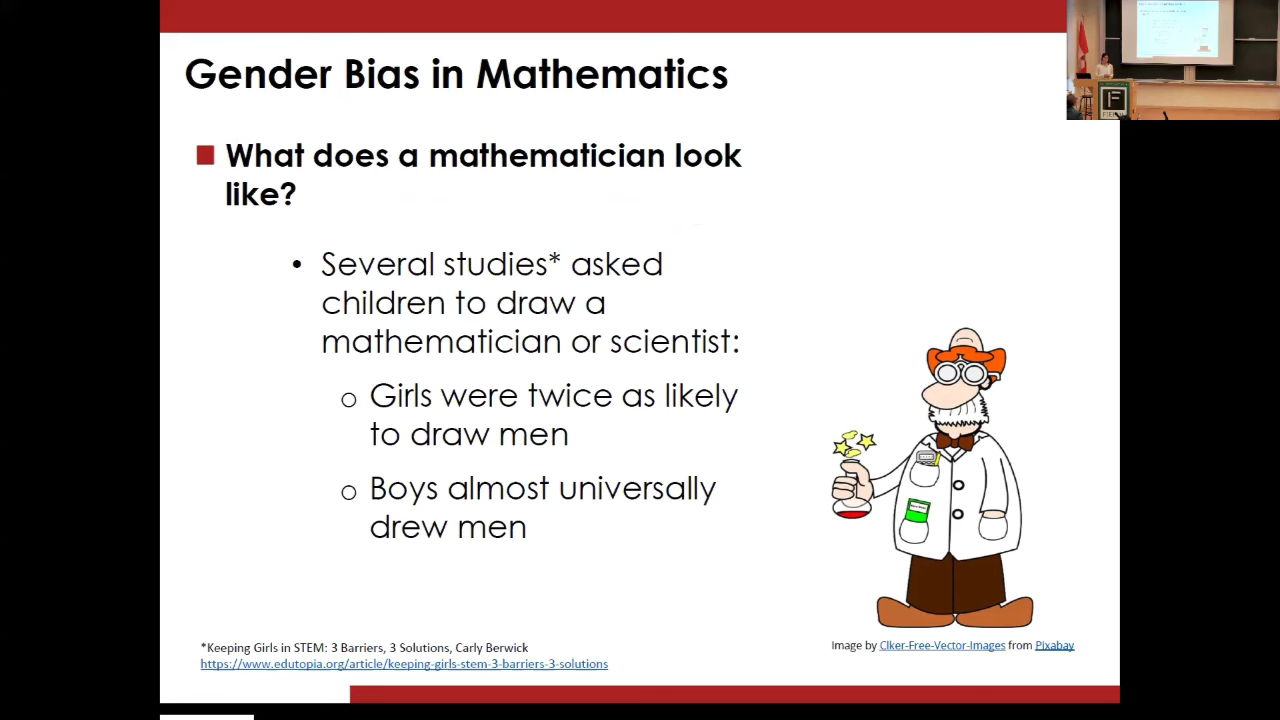 Gender Bias in Mathematics
What does a mathematician look
like?
• Several studies* asked
children to draw a
mathematician or scientist:
o Girls were twice as likely
to draw men
o Boys almost universally
drew men
*Keeping Girls in STEM: 3 Barriers, 3 Solutions, Carly Berwick
https://www.edutopia.org/article/keeping-girls-stem-3-barriers-3-solutions
Image by Clker-Free-Vector-Images from Pixabay